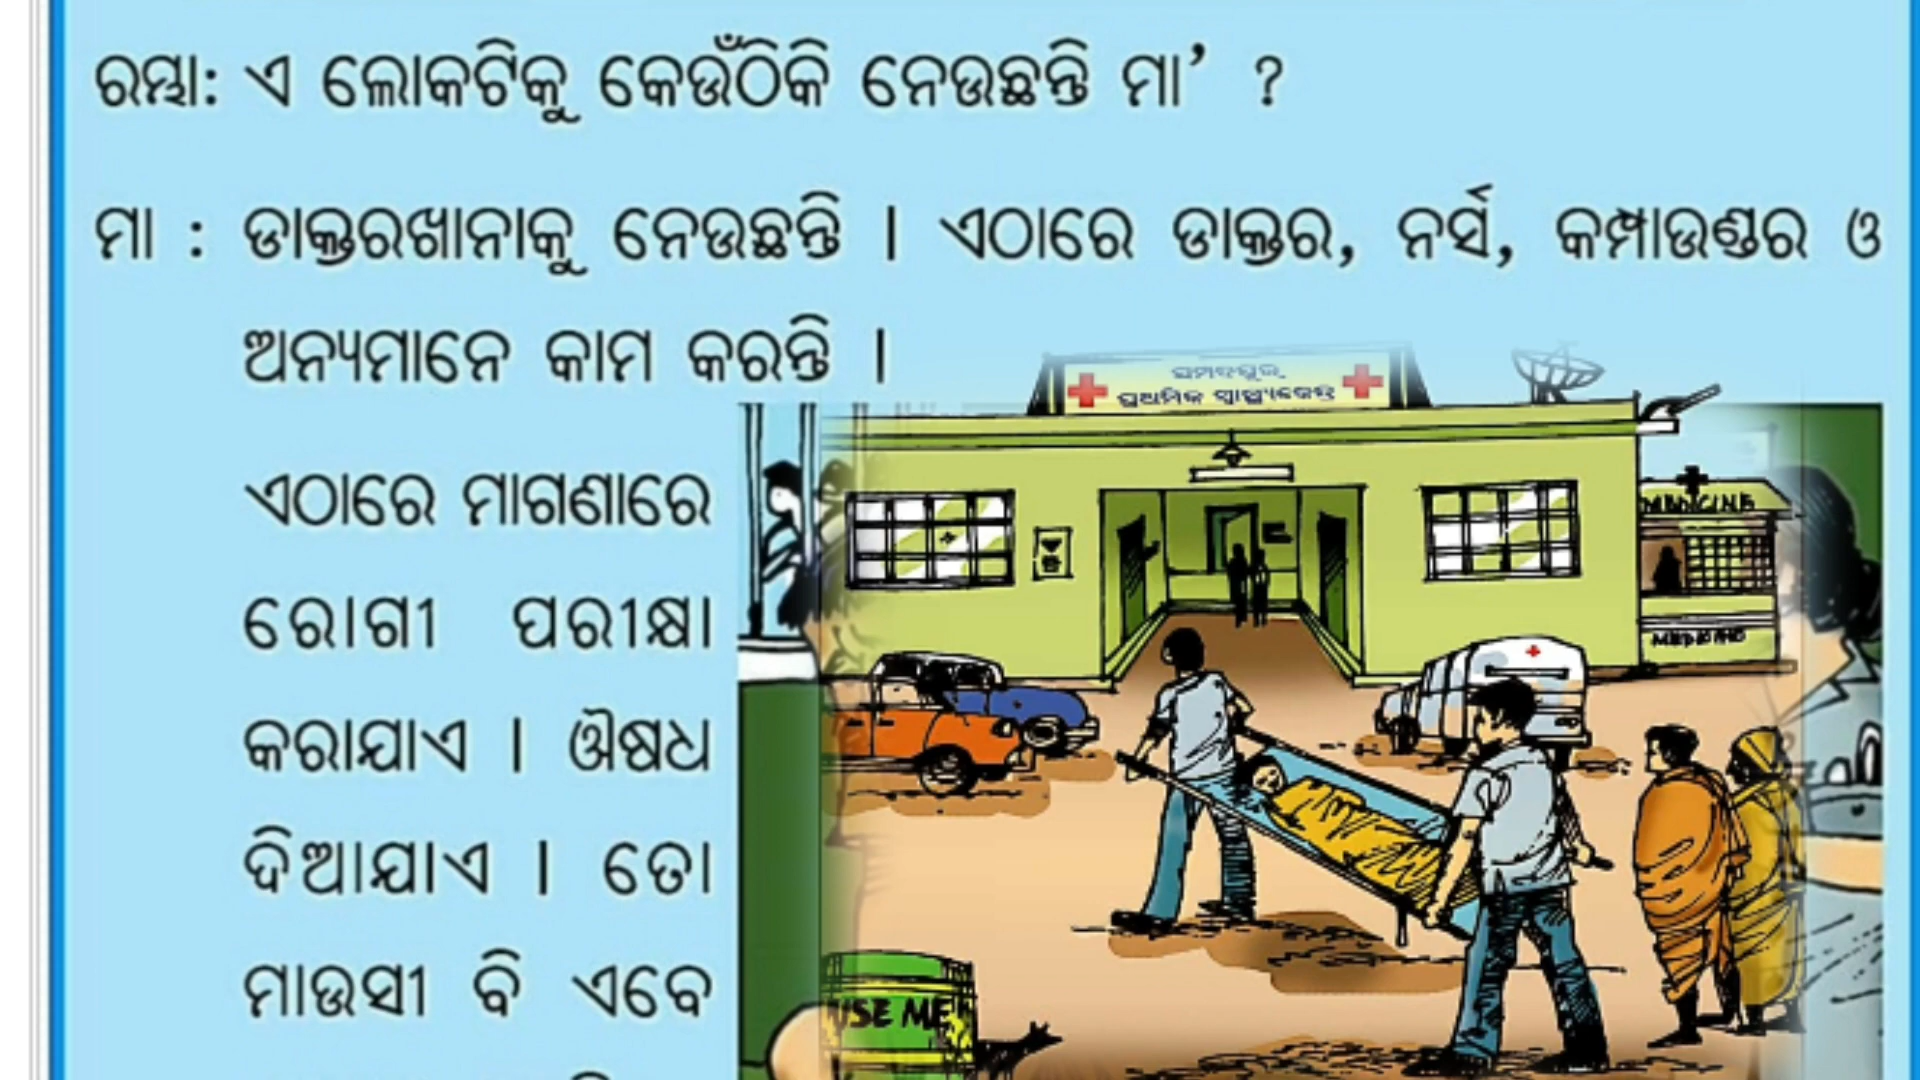 ରମ୍ଭା: ଏ ଲୋକଟିକୁ କେଉଁଠିକି ନେଉଛନ୍ତି ମା’ ?
ମା : ଡାକ୍ତରଖାନାକୁ ନେଉଛନ୍ତି । ଏଠାରେ ଡାକ୍ତର, ନର୍ସ, କମ୍ପାଉଣ୍ଡର ଓ
ଅନ୍ୟମାନେ କାମ କରନ୍ତି ।
ପ୍ରାଥମିକ ସ୍ୱାସ୍ଥ୍ୟକେନ୍ଦ୍ର
ଏଠାରେ ମାଗଣାରେ
MEDICINE
ରୋଗୀ ପରୀକ୍ଷା
MEDICINE
କରାଯାଏ । ଔଷଧ
ଦିଆଯାଏ । ତୋ
ମାଉସୀ ବି ଏବେ
USE ME